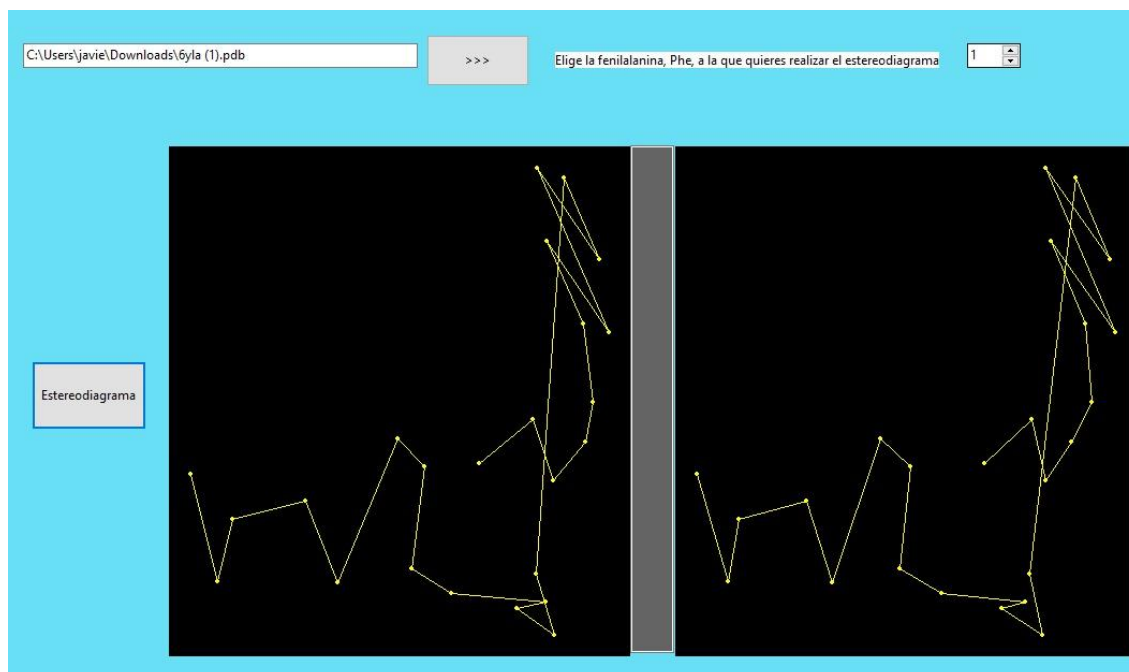 C:\Users\javie\Downloads\6yla (1).pdb
>>>
Elige la fenilalanina, Phe, a la que quieres realizar el estereodiagrama
1
Estereodiagrama